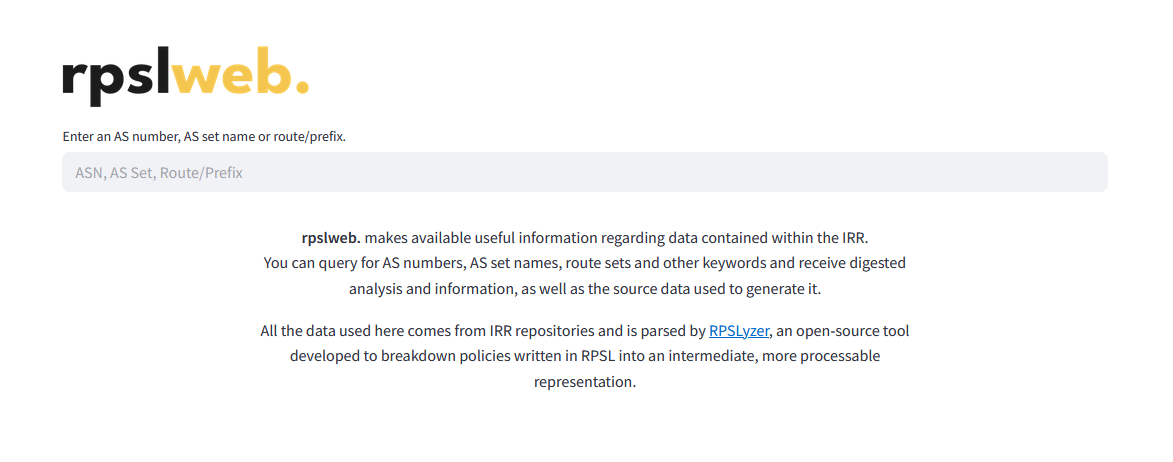 rpslweb.
Enter an AS number, AS set name or route/prefix.
ASN, AS Set, Route/Prefix
rpslweb. makes available useful information regarding data contained within the IRR.
You can query for AS numbers, AS set names, route sets and other keywords and receive digested
analysis and information, as well as the source data used to generate it.
All the data used here comes from IRR repositories and is parsed by RPSLyzer, an open-source tool
developed to breakdown policies written in RPSL into an intermediate, more processable
representation.